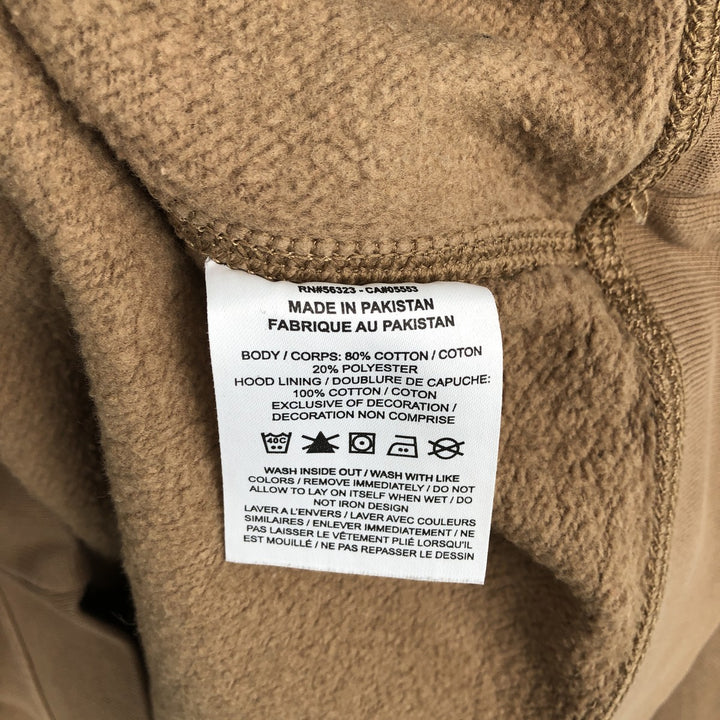 RN#56323 - CA#05553
MADE IN PAKISTAN
FABRIQUE AU PAKISTAN
BODY / CORPS: 80% COTTON / COTON
20% POLYESTER
HOOD LINING / DOUBLURE DE CAPUCHE:
100% COTTON / COTON
EXCLUSIVE OF DECORATION /
DECORATION NON COMPRISE
40C
WASH INSIDE OUT / WASH WITH LIKE
COLORS / REMOVE IMMEDIATELY / DO NOT
ALLOW TO LAY ON ITSELF WHEN WET / DO
NOT IRON DESIGN
LAVER A L'ENVERS / LAVER AVEC COULEURS
SIMILAIRES / ENLEVER IMMEDIATEMENT / NE
PAS LAISSER LE VÊTEMENT PLIÉ LORSQU'IL
EST MOUILLÉ / NE PAS REPASSER LE DESSIN